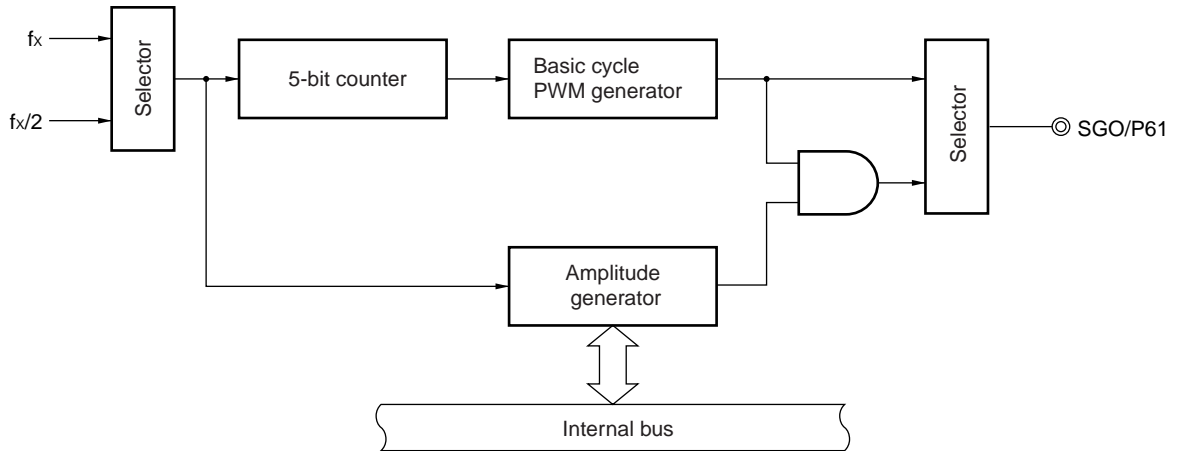 fX
fX/2
Selector
5-bit counter
Basic cycle
PWM generator
Selector
SGO/P61
Amplitude
generator
Internal bus